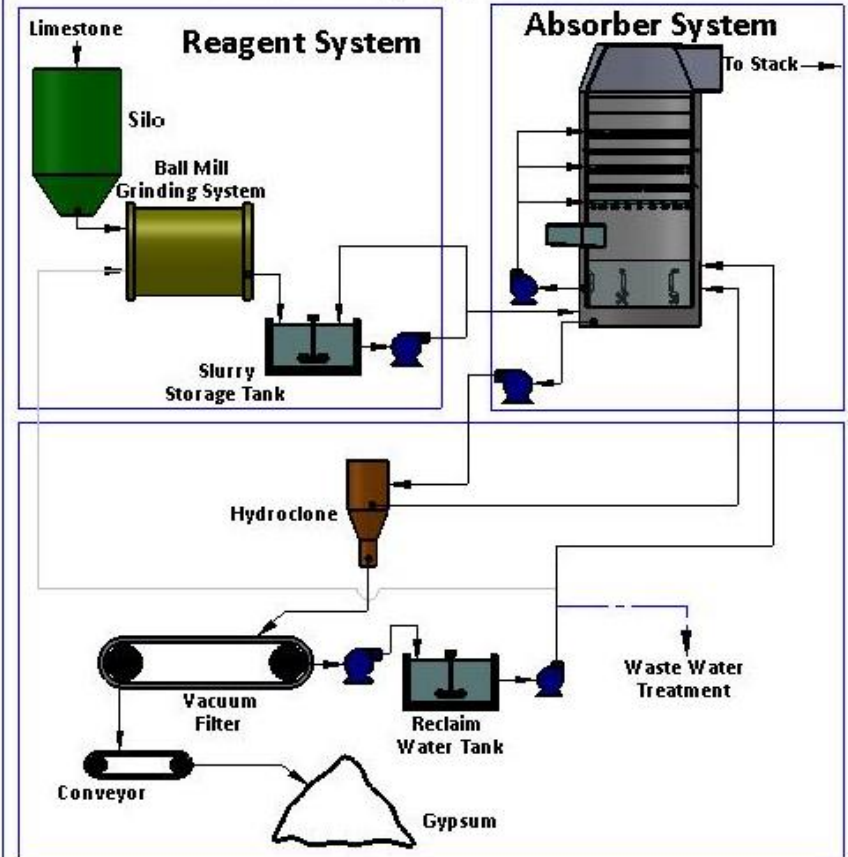 Limestone
Reagent System
Absorber System
To Stack
Silo
Ball Mill
Grinding System
Slurry
Storage Tank
Hydroclone
Vacuum
Filter
Reclaim
Water Tank
Waste Water
Treatment
Conveyor
Gypsum